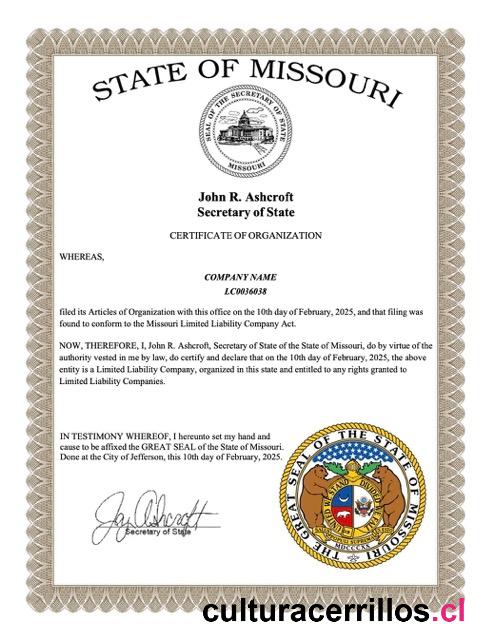 STATE OF MISSOURI
SEAL OF THE SECRETARY OF STATE
MISSOURI
John R. Ashcroft
Secretary of State
CERTIFICATE OF ORGANIZATION
WHEREAS,
COMPANY NAME
LC0036038
filed its Articles of Organization with this office on the 10th day of February, 2025, and that filing was
found to conform to the Missouri Limited Liability Company Act.
NOW, THEREFORE, I, John R. Ashcroft, Secretary of State of the State of Missouri, do by virtue of the
authority vested in me by law, do certify and declare that on the 10th day of February, 2025, the above
entity is a Limited Liability Company, organized in this state and entitled to any rights granted to
Limited Liability Companies.
IN TESTIMONY WHEREOF, I hereunto set my hand and
cause to be affixed the GREAT SEAL of the State of Missouri.
Done at the City of Jefferson, this 10th day of February, 2025.
THE GREAT SEAL OF THE STATE OF MISSOURI
UNITED WE STAND DIVIDED WE FALL
Jay Ashcroft
Secretary of State
culturacerrillos.cl